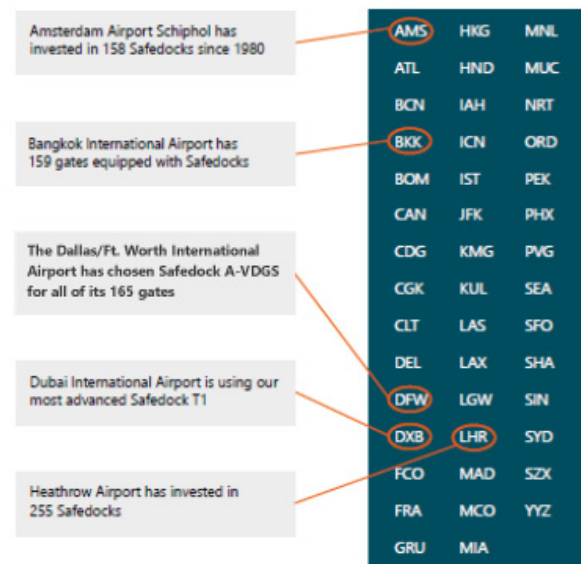 Amsterdam Airport Schiphol has
invested in 158 Safedocks since 1980
Bangkok International Airport has
159 gates equipped with Safedocks
The Dallas/Ft. Worth International
Airport has chosen Safedock A-VDGS
for all of its 165 gates
Dubai International Airport is using our
most advanced Safedock T1
Heathrow Airport has invested in
255 Safedocks
AMS HKG MNL
ATL HND MUC
BCN IAH NRT
BKK ICN ORD
BOM IST PEK
CAN JFK PHX
CDG KMG PVG
CGK KUL SEA
CLT LAS SFO
DEL LAX SHA
DFW LGW SIN
DXB LHR SYD
FCO MAD SZX
FRA MCO YYZ
GRU MIA